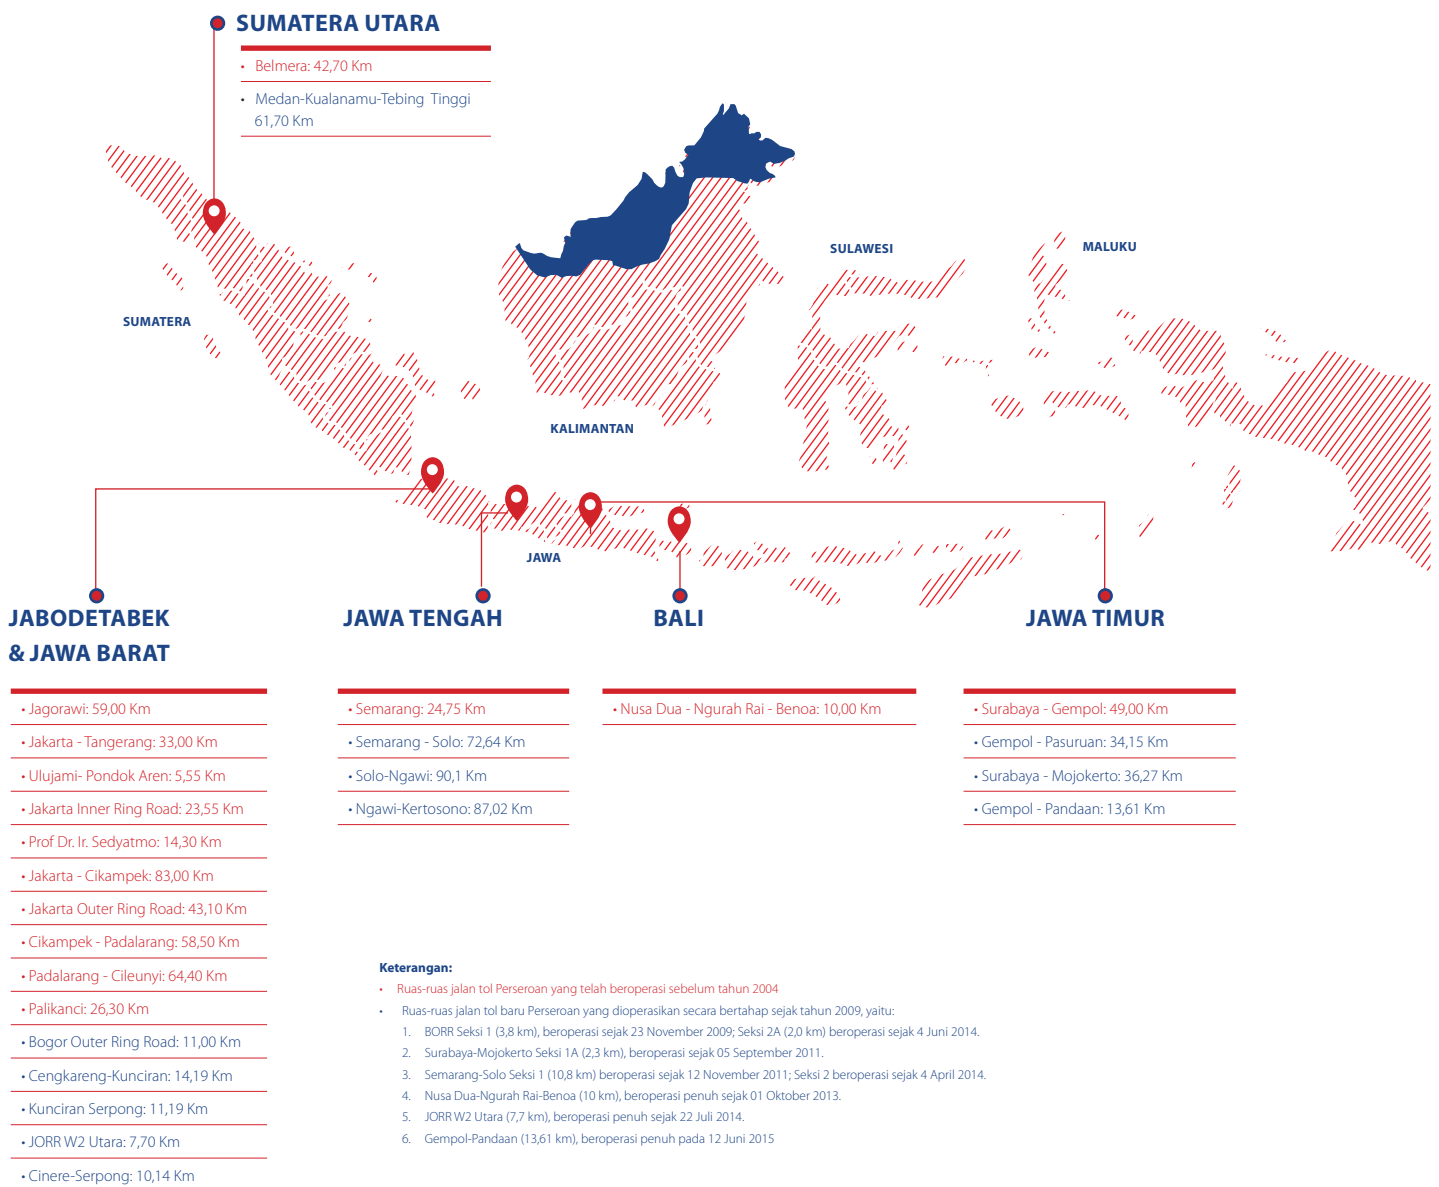 SUMATERA UTARA
• Belmera: 42,70 Km
• Medan-Kualanamu-Tebing Tinggi
61,70 Km
SULAWESI
MALUKU
SUMATERA
KALIMANTAN
JAWA
JABODETABEK
& JAWA BARAT
• Jagorawi: 59,00 Km
• Jakarta - Tangerang: 33,00 Km
• Ulujami- Pondok Aren: 5,55 Km
• Jakarta Inner Ring Road: 23,55 Km
• Prof Dr. Ir. Sedyatmo: 14,30 Km
• Jakarta - Cikampek: 83,00 Km
• Jakarta Outer Ring Road: 43,10 Km
• Cikampek - Padalarang: 58,50 Km
• Padalarang - Cileunyi: 64,40 Km
• Palikanci: 26,30 Km
• Bogor Outer Ring Road: 11,00 Km
• Cengkareng-Kunciran: 14,19 Km
• Kunciran Serpong: 11,19 Km
• JORR W2 Utara: 7,70 Km
• Cinere-Serpong: 10,14 Km
JAWA TENGAH
• Semarang: 24,75 Km
• Semarang - Solo: 72,64 Km
• Solo-Ngawi: 90,1 Km
• Ngawi-Kertosono: 87,02 Km
BALI
• Nusa Dua - Ngurah Rai - Benoa: 10,00 Km
JAWA TIMUR
• Surabaya - Gempol: 49,00 Km
• Gempol - Pasuruan: 34,15 Km
• Surabaya - Mojokerto: 36,27 Km
• Gempol - Pandaan: 13,61 Km
Keterangan:
• Ruas-ruas jalan tol Perseroan yang telah beroperasi sebelum tahun 2004
• Ruas-ruas jalan tol baru Perseroan yang dioperasikan secara bertahap sejak tahun 2009, yaitu:
1. BORR Seksi 1 (3,8 km), beroperasi sejak 23 November 2009; Seksi 2A (2,0 km) beroperasi sejak 4 Juni 2014.
2. Surabaya-Mojokerto Seksi 1A (2,3 km), beroperasi sejak 05 September 2011.
3. Semarang-Solo Seksi 1 (10,8 km) beroperasi sejak 12 November 2011; Seksi 2 beroperasi sejak 4 April 2014.
4. Nusa Dua-Ngurah Rai-Benoa (10 km), beroperasi penuh sejak 01 Oktober 2013.
5. JORR W2 Utara (7,7 km), beroperasi penuh sejak 22 Juli 2014.
6. Gempol-Pandaan (13,61 km), beroperasi penuh pada 12 Juni 2015